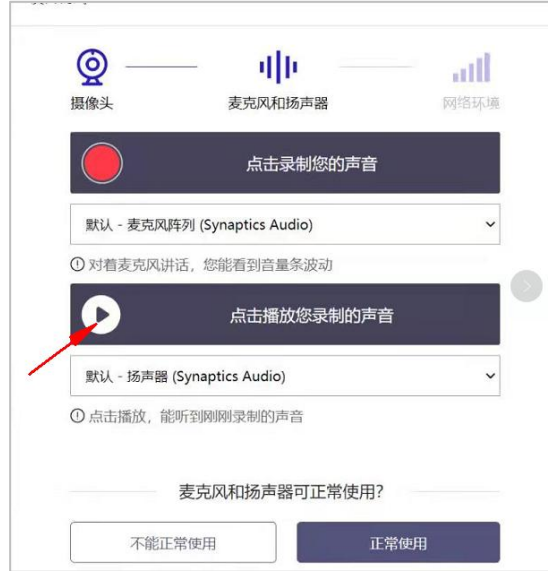 摄像头
麦克风和扬声器
网络环境
点击录制您的声音
默认 - 麦克风阵列 (Synaptics Audio)
对着麦克风讲话，您能看到音量条波动
点击播放您录制的声音
默认 - 扬声器 (Synaptics Audio)
点击播放，能听到刚刚录制的声音
麦克风和扬声器可正常使用?
不能正常使用
正常使用